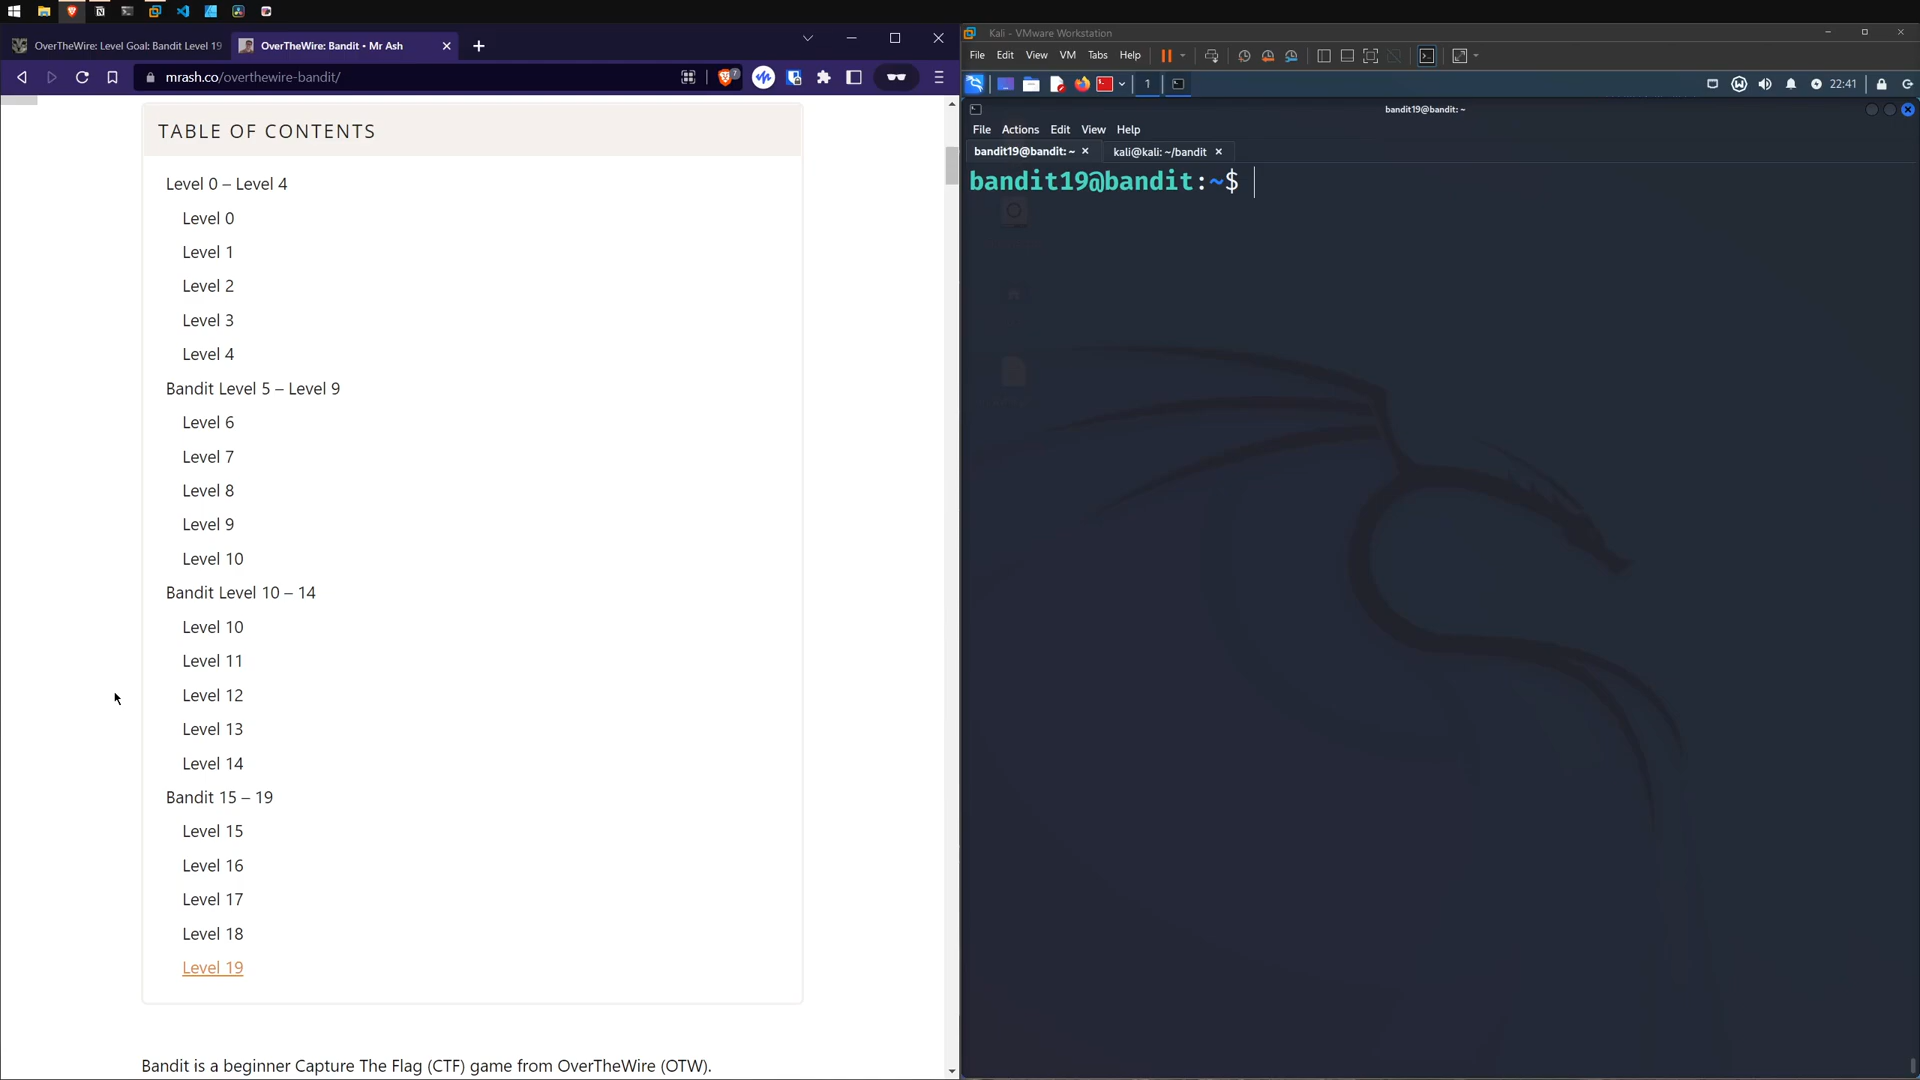 OverTheWire: Level Goal: Bandit Level 19
OverTheWire: Bandit • Mr Ash
mrash.co/overthewire-bandit/
7
TABLE OF CONTENTS
Level 0 – Level 4
Level 0
Level 1
Level 2
Level 3
Level 4
Bandit Level 5 – Level 9
Level 6
Level 7
Level 8
Level 9
Level 10
Bandit Level 10 – 14
Level 10
Level 11
Level 12
Level 13
Level 14
Bandit 15 – 19
Level 15
Level 16
Level 17
Level 18
Level 19
Bandit is a beginner Capture The Flag (CTF) game from OverTheWire (OTW).
Kali - VMware Workstation
File Edit View VM Tabs Help
1
22:41
bandit19@bandit: ~
File Actions Edit View Help
bandit19@bandit: ~ kali@kali: ~/bandit
bandit19@bandit:~$